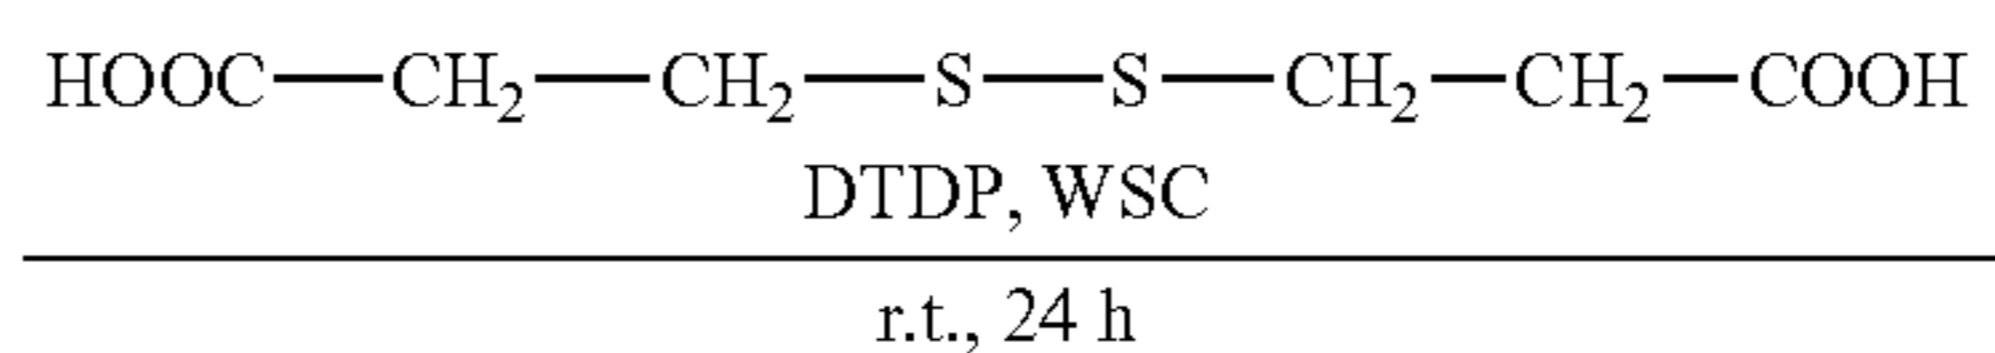 HOOC—CH₂—CH₂—S—S—CH₂—CH₂—COOH
DTDP, WSC
r.t., 24 h